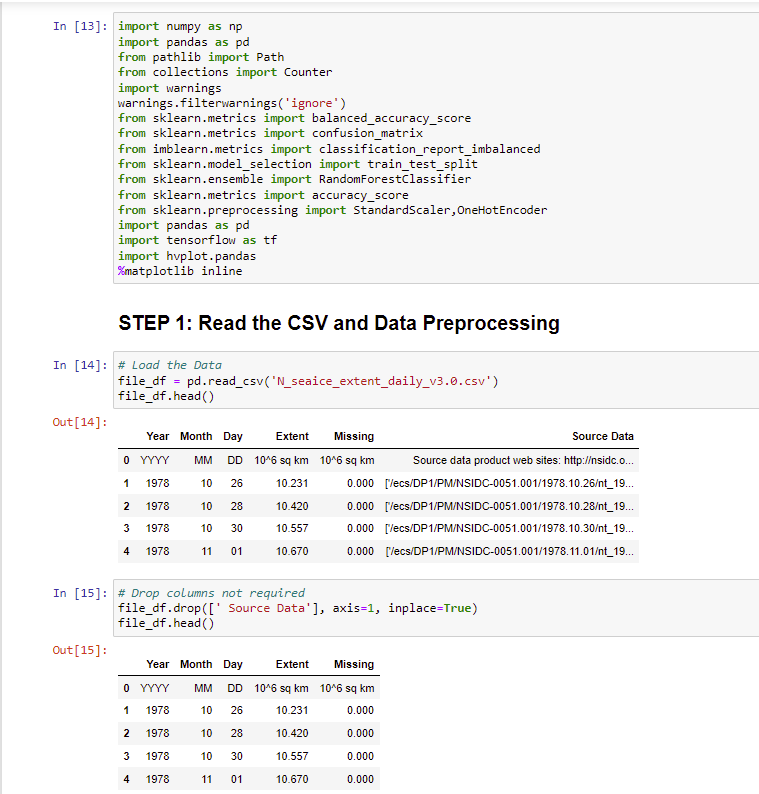 In [13]: import numpy as np
import pandas as pd
from pathlib import Path
from collections import Counter
import warnings
warnings.filterwarnings('ignore')
from sklearn.metrics import balanced_accuracy_score
from sklearn.metrics import confusion_matrix
from imblearn.metrics import classification_report_imbalanced
from sklearn.model_selection import train_test_split
from sklearn.ensemble import RandomForestClassifier
from sklearn.metrics import accuracy_score
from sklearn.preprocessing import StandardScaler,OneHotEncoder
import pandas as pd
import tensorflow as tf
import hvplot.pandas
%matplotlib inline
STEP 1: Read the CSV and Data Preprocessing
In [14]: # Load the Data
file_df = pd.read_csv('N_seaice_extent_daily_v3.0.csv')
file_df.head()
Out[14]:
Year Month Day Extent Missing Source Data
0 YYYY MM DD 10^6 sq km 10^6 sq km Source data product web sites: http://nsidc.o...
1 1978 10 26 10.231 0.000 ['/ecs/DP1/PM/NSIDC-0051.001/1978.10.26/nt_19...
2 1978 10 28 10.420 0.000 ['/ecs/DP1/PM/NSIDC-0051.001/1978.10.28/nt_19...
3 1978 10 30 10.557 0.000 ['/ecs/DP1/PM/NSIDC-0051.001/1978.10.30/nt_19...
4 1978 11 01 10.670 0.000 ['/ecs/DP1/PM/NSIDC-0051.001/1978.11.01/nt_19...
In [15]: # Drop columns not required
file_df.drop([' Source Data'], axis=1, inplace=True)
file_df.head()
Out[15]:
Year Month Day Extent Missing
0 YYYY MM DD 10^6 sq km 10^6 sq km
1 1978 10 26 10.231 0.000
2 1978 10 28 10.420 0.000
3 1978 10 30 10.557 0.000
4 1978 11 01 10.670 0.000